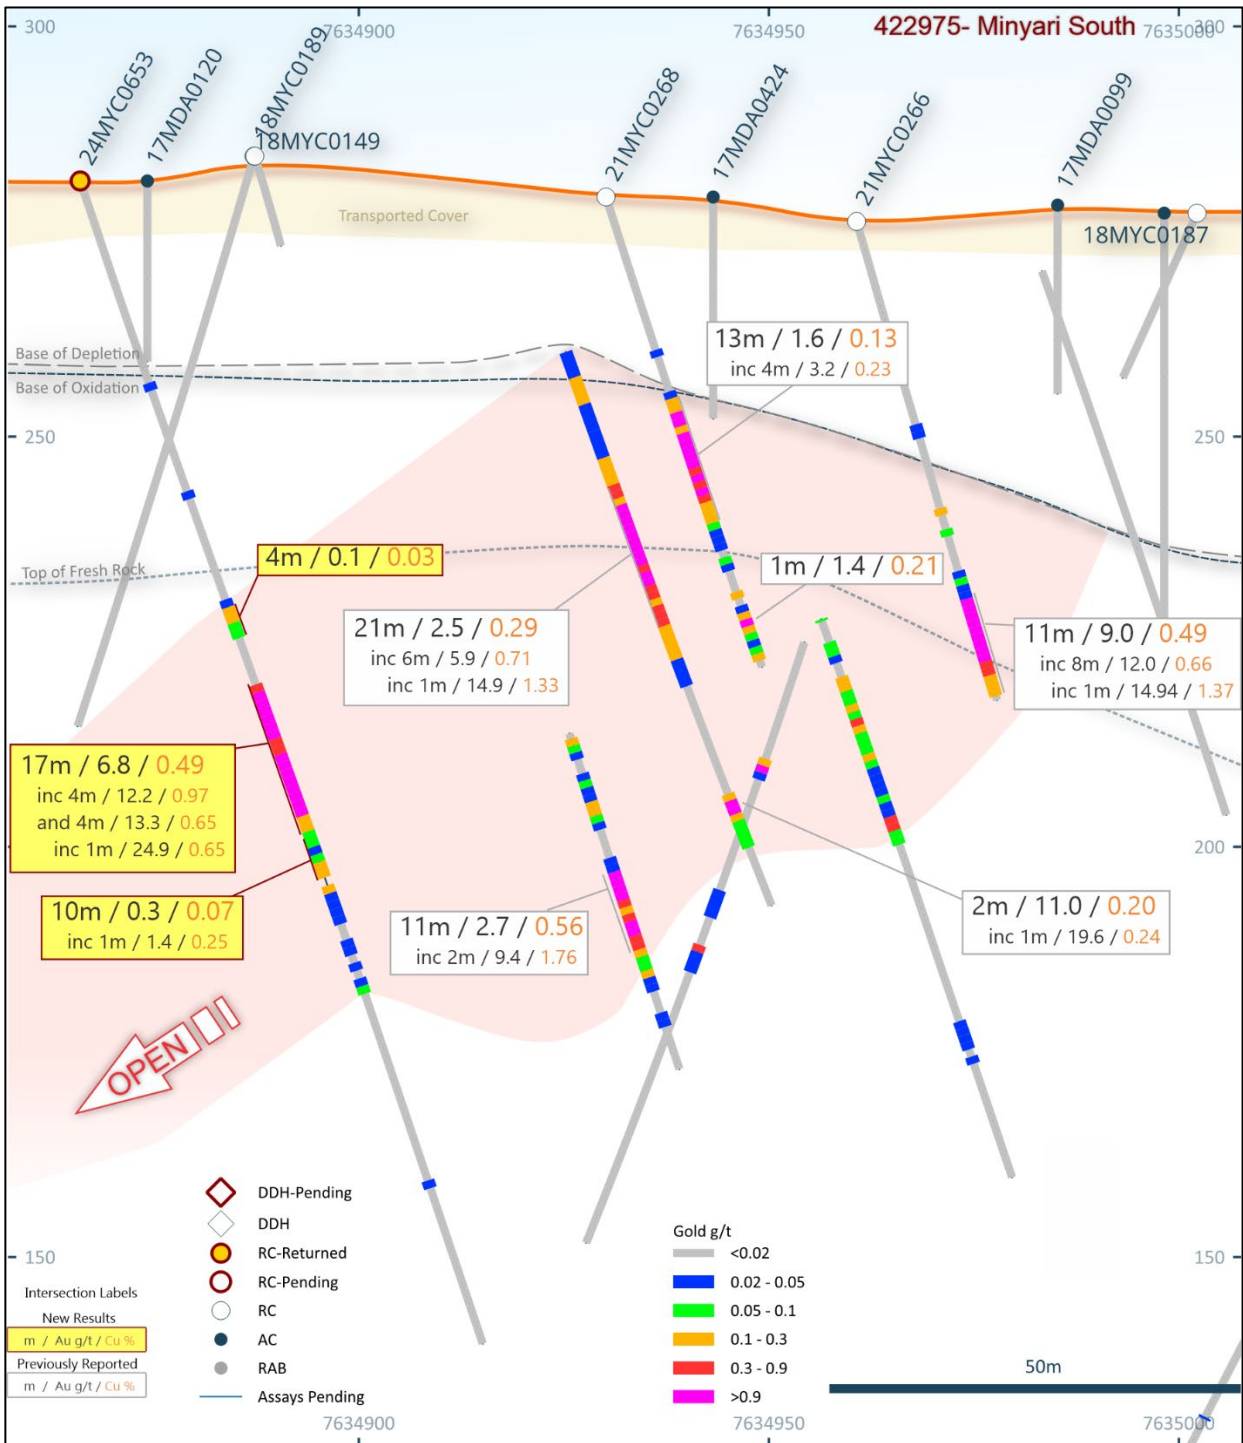 300
7634900
7634950
422975- Minyari South
7635000
300
24MYC0653
17MDA0120
18MYC0189
18MYC0149
21MYC0268
17MDA0424
21MYC0266
17MDA0099
18MYC0187
Transported Cover
Base of Depletion
Base of Oxidation
13m / 1.6 / 0.13
inc 4m / 3.2 / 0.23
250
250
Top of Fresh Rock
4m / 0.1 / 0.03
1m / 1.4 / 0.21
21m / 2.5 / 0.29
inc 6m / 5.9 / 0.71
inc 1m / 14.9 / 1.33
11m / 9.0 / 0.49
inc 8m / 12.0 / 0.66
inc 1m / 14.94 / 1.37
17m / 6.8 / 0.49
inc 4m / 12.2 / 0.97
and 4m / 13.3 / 0.65
inc 1m / 24.9 / 0.65
200
10m / 0.3 / 0.07
inc 1m / 1.4 / 0.25
11m / 2.7 / 0.56
inc 2m / 9.4 / 1.76
2m / 11.0 / 0.20
inc 1m / 19.6 / 0.24
OPEN
150
150
DDH-Pending
DDH
RC-Returned
RC-Pending
RC
AC
RAB
Assays Pending
Intersection Labels
New Results
m / Au g/t / Cu %
Previously Reported
m / Au g/t / Cu %
Gold g/t
<0.02
0.02 - 0.05
0.05 - 0.1
0.1 - 0.3
0.3 - 0.9
>0.9
50m
7634900
7634950
7635000